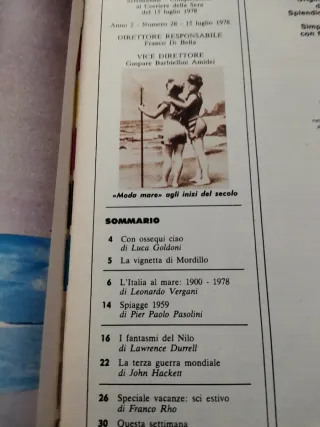 al Corriere della Sera
del 15 luglio 1978
Anno 2 - Numero 28 - 15 luglio 1978
DIRETTORE RESPONSABILE
Franco Di Bella
VICE DIRETTORE
Gaspare Barbiellini Amidei
«Moda mare» agli inizi del secolo
SOMMARIO
4 Con ossequi ciao
di Luca Goldoni
5 La vignetta di Mordillo
6 L'Italia al mare: 1900 - 1978
di Leonardo Vergani
14 Spiagge 1959
di Pier Paolo Pasolini
16 I fantasmi del Nilo
di Lawrence Durrell
22 La terza guerra mondiale
di John Hackett
26 Speciale vacanze: sci estivo
di Franco Rho
30 Questa settimana
Splendid
Simp
con f